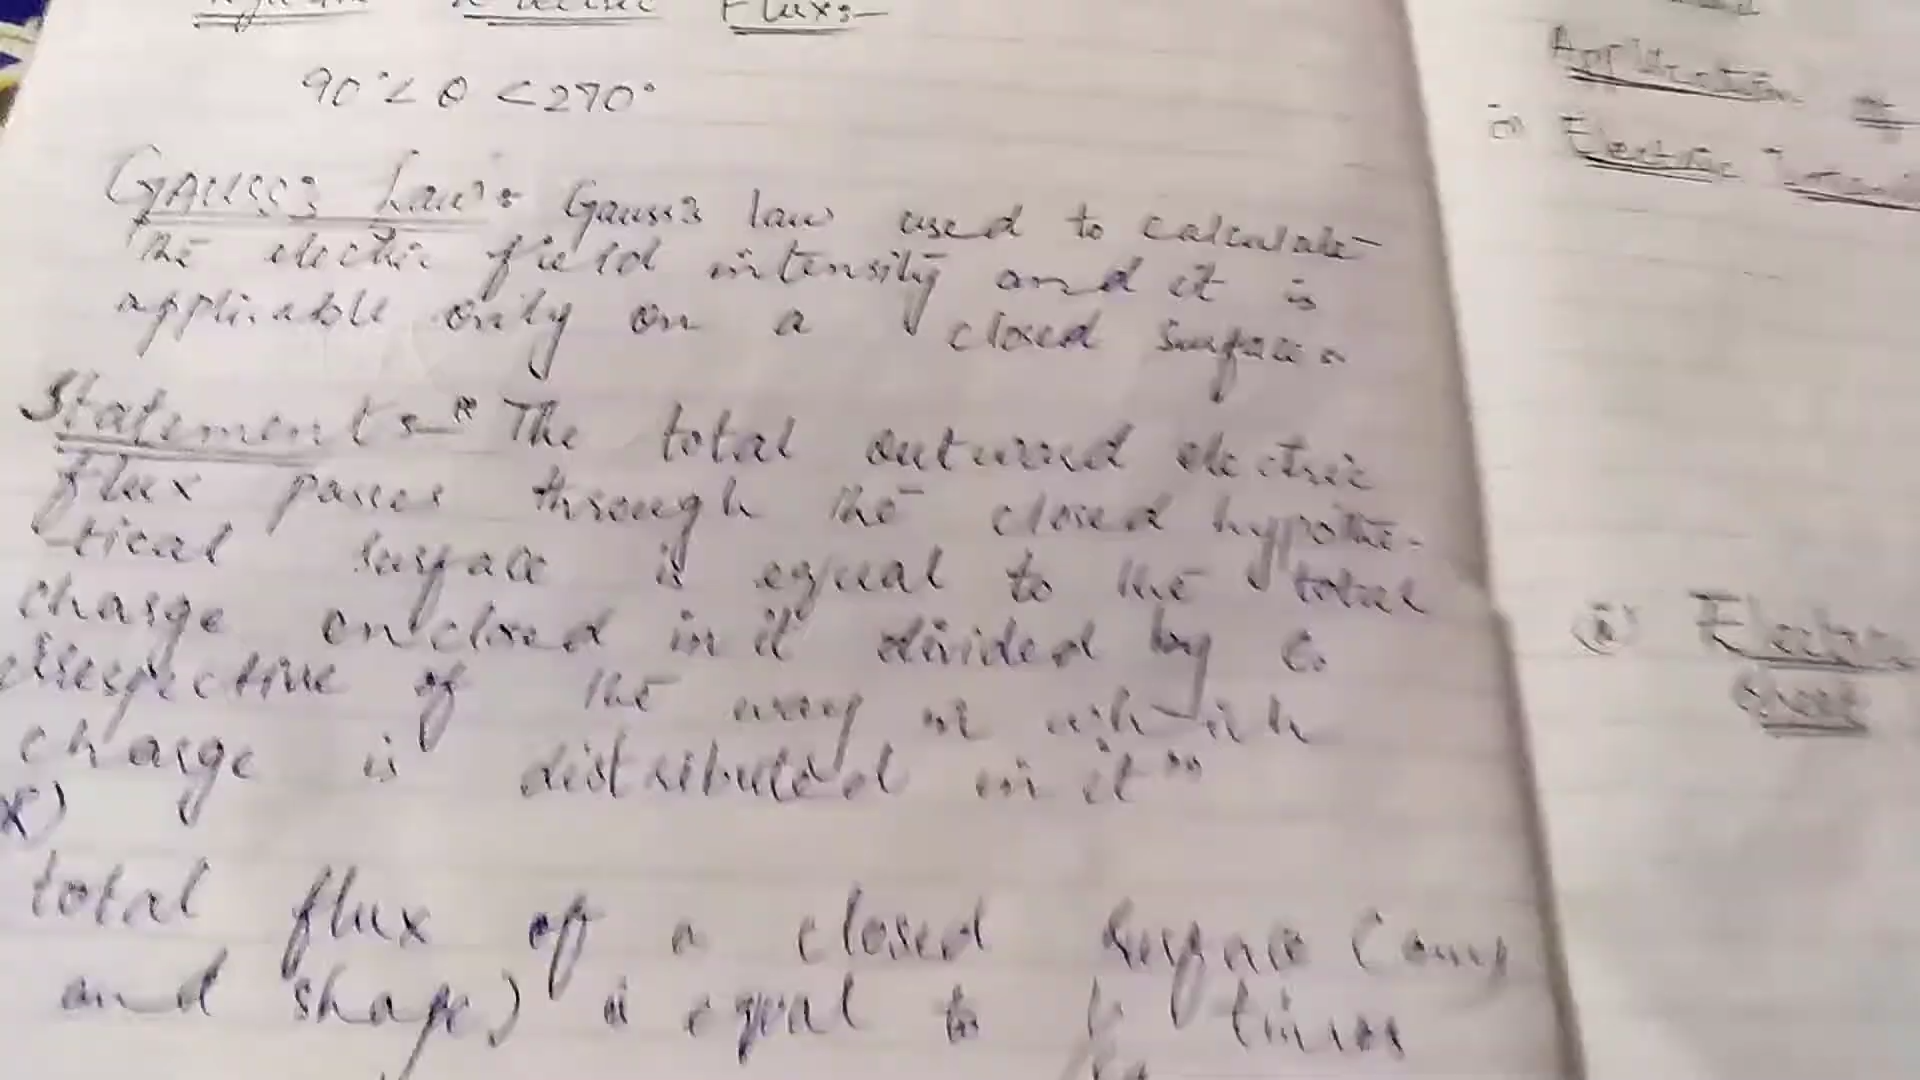 Flux:-
90° < θ < 270°
GAUSS's Law:- Gauss's law used to calculate
the electric field intensity and it is
applicable only on a closed surface.
Statement:- "The total outward electric
flux passes through the closed hypothe-
-tical surface is equal to the total
charge enclosed in it divided by ε₀
irrespective of the way in which
charge is distributed in it"
total flux of a closed surface (any
and shape) is equal to times
Application
i) Electric
ii) Electric